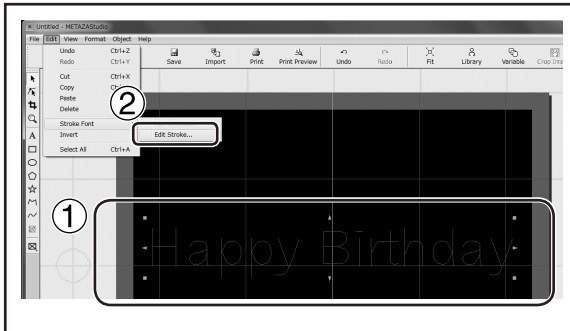 Untitled - METAZAStudio
File Edit View Format Object Help
Undo Ctrl+Z
Redo Ctrl+Y
Cut Ctrl+X
Copy
Paste
Delete
Stroke Font
Edit Stroke...
Invert
Select All Ctrl+A
Save Import Print Print Preview Undo Redo Fit Library Variable Crop
A
②
①
Happy Birthday